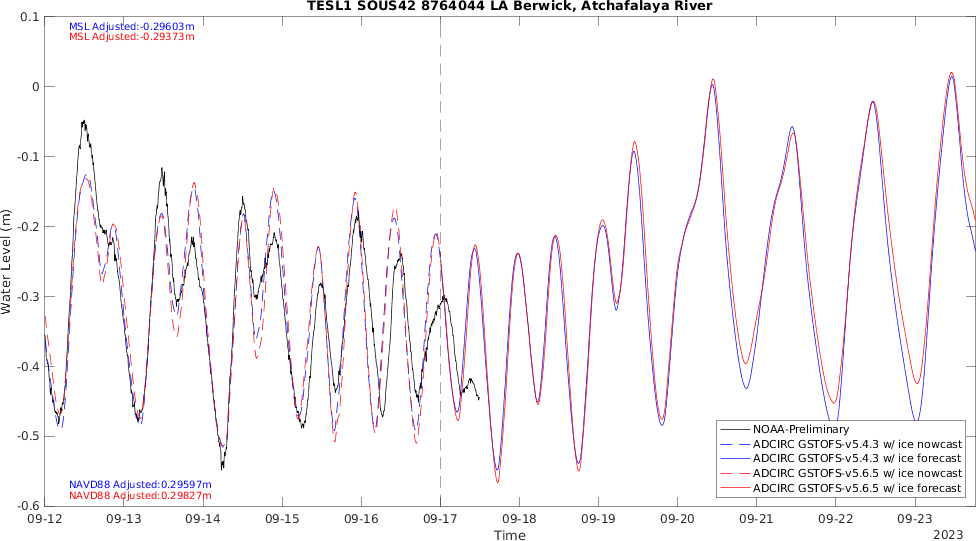 TESL1 SOUS42 8764044 LA Berwick, Atchafalaya River
0.1
MSL Adjusted:-0.29603m
MSL Adjusted:-0.29373m
0
-0.1
-0.2
-0.3
-0.4
-0.5
-0.6
Water Level (m)
NOAA-Preliminary
ADCIRC GSTOFS-v5.4.3 w/ ice nowcast
ADCIRC GSTOFS-v5.4.3 w/ ice forecast
ADCIRC GSTOFS-v5.6.5 w/ ice nowcast
ADCIRC GSTOFS-v5.6.5 w/ ice forecast
NAVD88 Adjusted:0.29597m
NAVD88 Adjusted:0.29827m
09-12 09-13 09-14 09-15 09-16 09-17 09-18 09-19 09-20 09-21 09-22 09-23
Time
2023